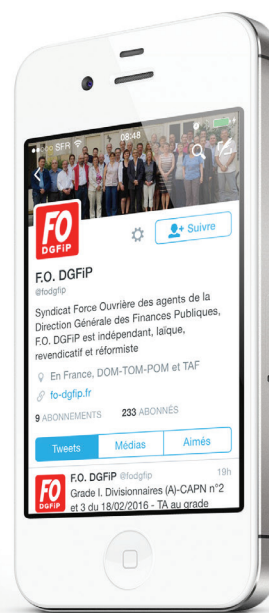 SFR 08:48
FO
DGFiP
Suivre
F.O. DGFiP
@fodgfip
Syndicat Force Ouvrière des agents de la
Direction Générale des Finances Publiques,
F.O. DGFiP est indépendant, laïque,
revendicatif et réformiste
En France, DOM-TOM-POM et TAF
fo-dgfip.fr
9 ABONNEMENTS 233 ABONNÉS
Tweets Médias Aimés
FO
DGFiP
F.O. DGFiP @fodgfip 19h
Grade I. Divisionnaires (A)-CAPN n°2
et 3 du 18/02/2016 - TA au grade